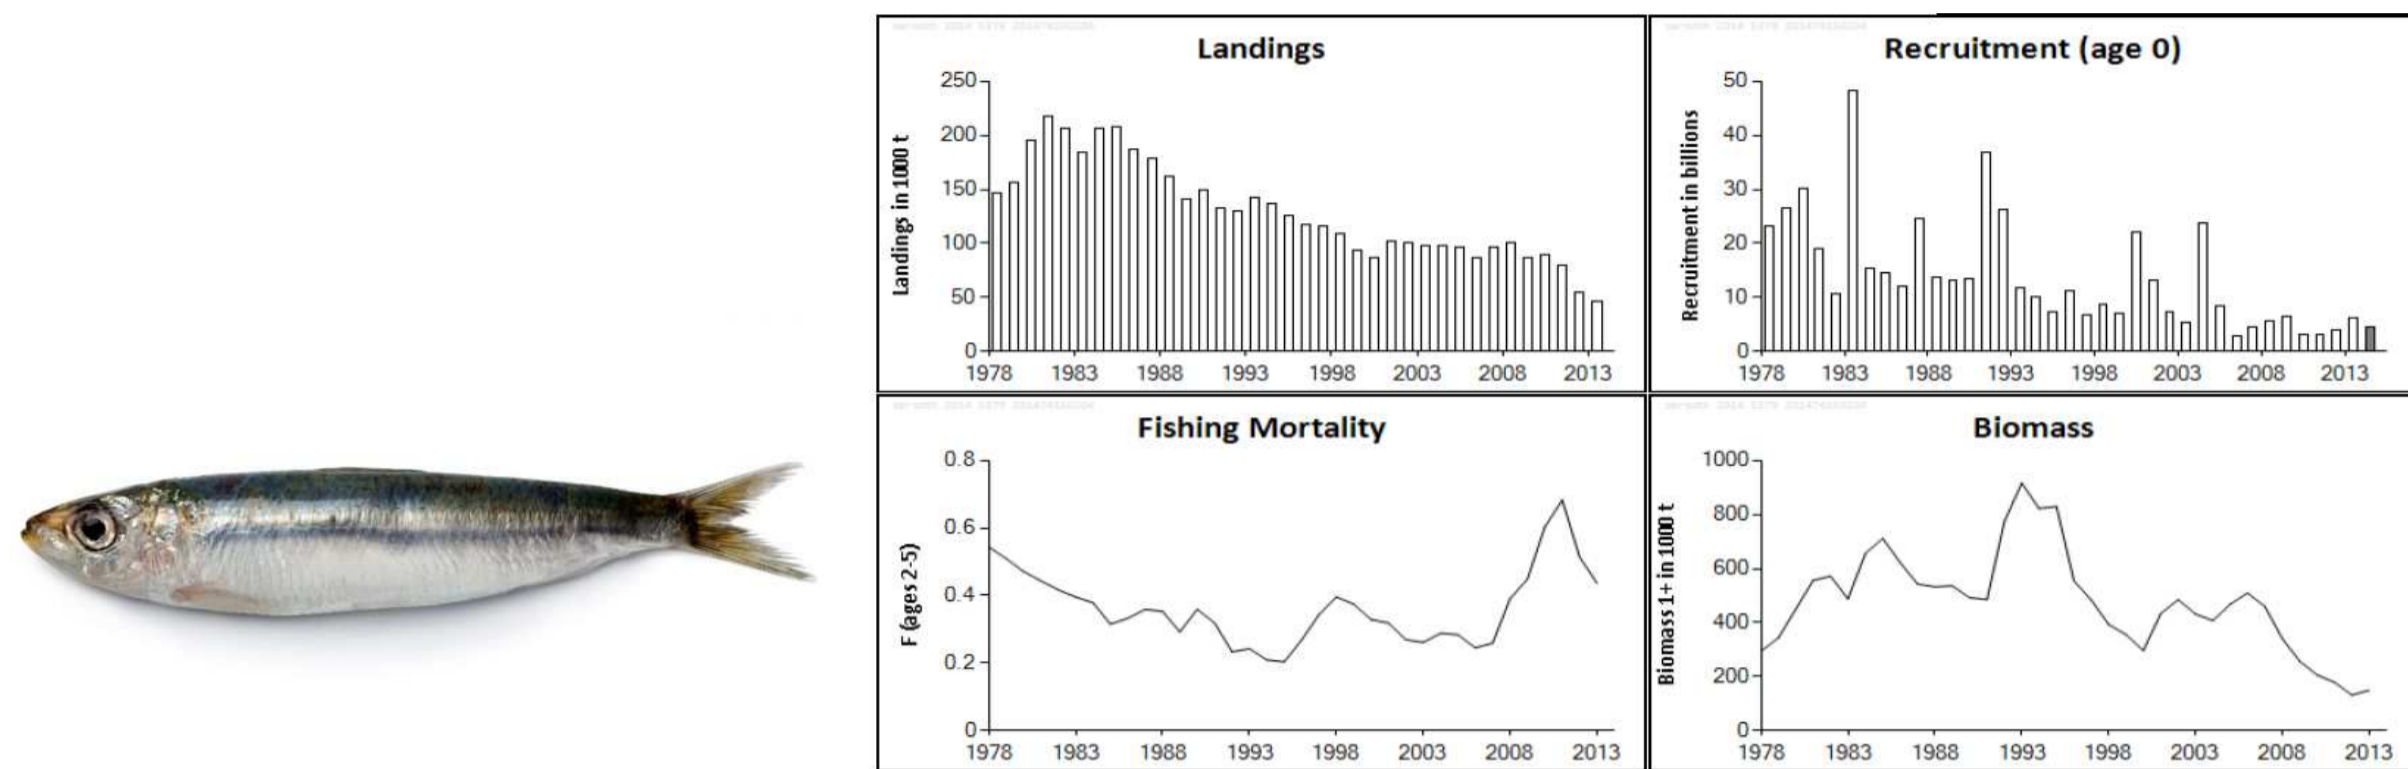 Landings
Landings in 1000 t
250
200
150
100
50
0
1978 1983 1988 1993 1998 2003 2008 2013
Recruitment (age 0)
Recruitment in billions
50
40
30
20
10
0
1978 1983 1988 1993 1998 2003 2008 2013
Fishing Mortality
F (ages 2-5)
0.8
0.6
0.4
0.2
0
1978 1983 1988 1993 1998 2003 2008 2013
Biomass
Biomass 1+ in 1000 t
1000
800
600
400
200
0
1978 1983 1988 1993 1998 2003 2008 2013